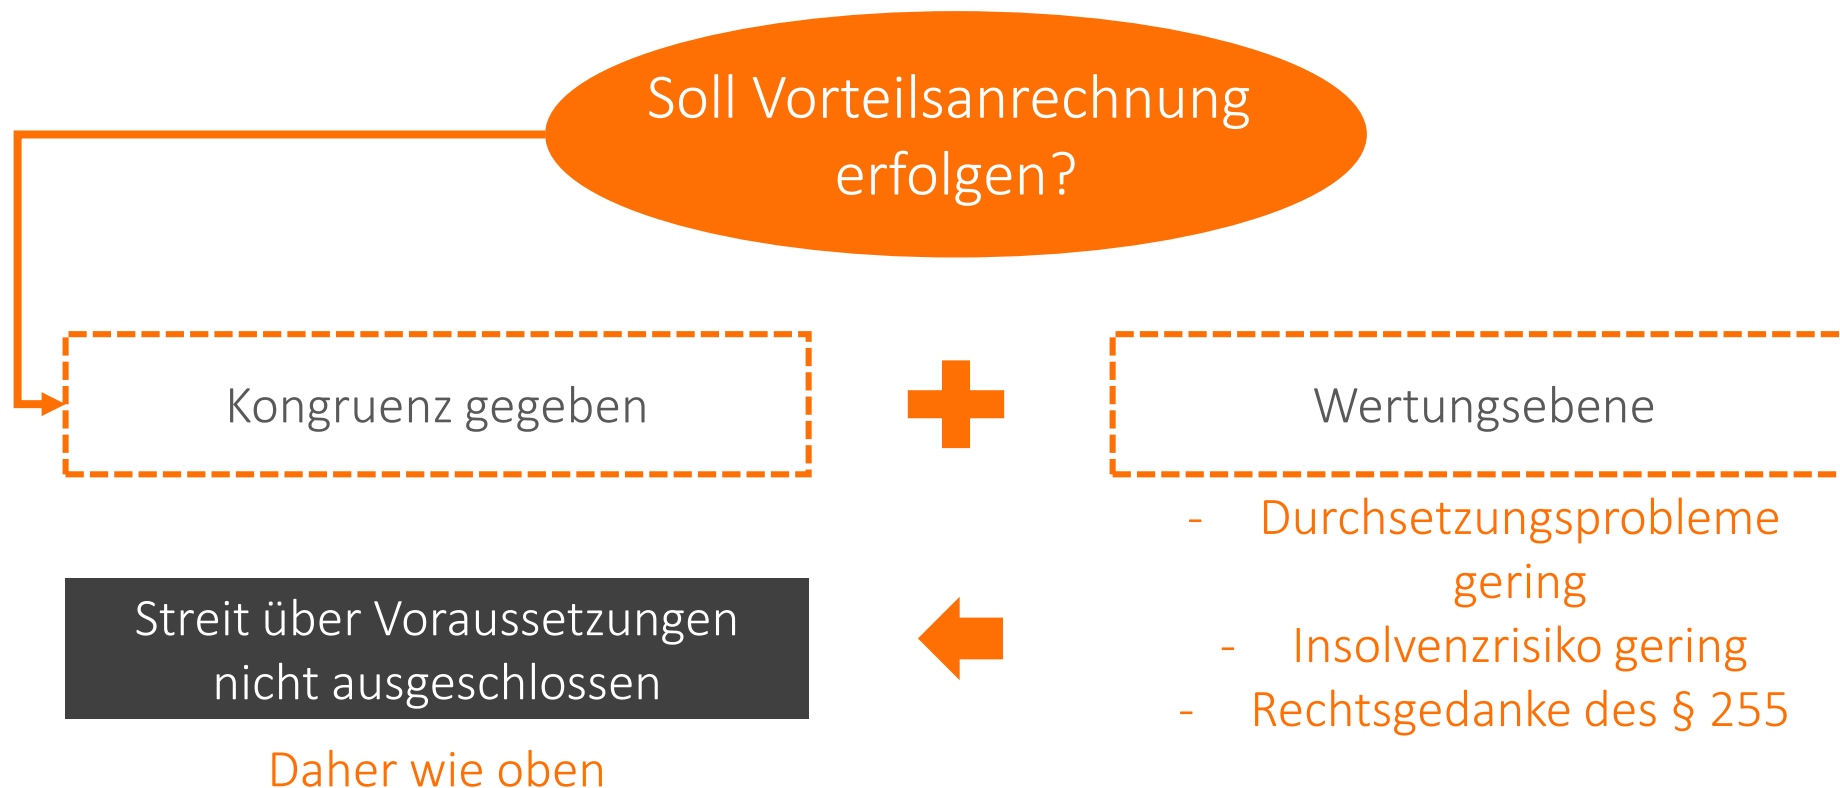 Soll Vorteilsanrechnung
erfolgen?
Kongruenz gegeben
Wertungsebene
- Durchsetzungsprobleme
gering
- Insolvenzrisiko gering
- Rechtsgedanke des § 255
Streit über Voraussetzungen
nicht ausgeschlossen
Daher wie oben